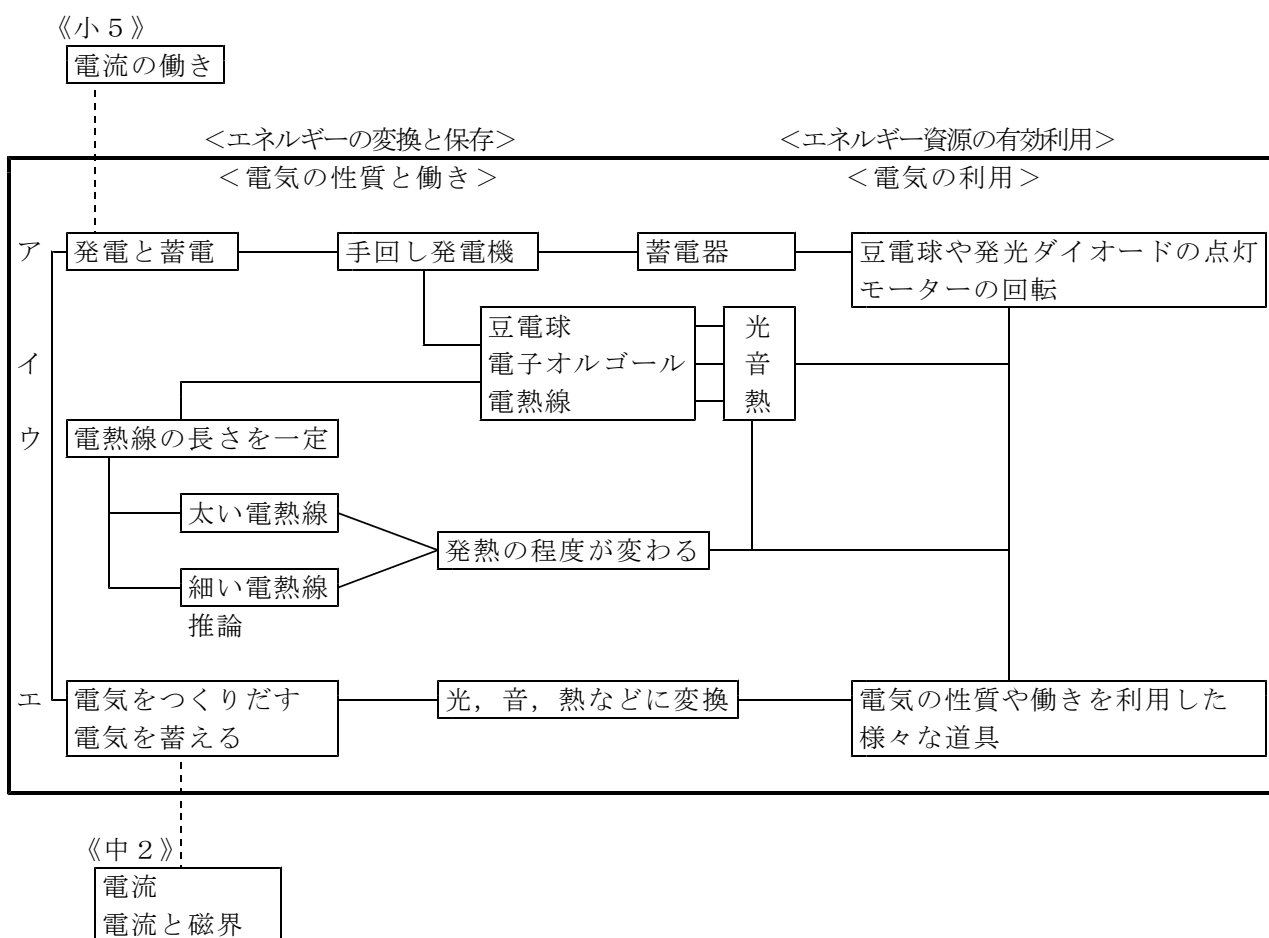 《小５》
電流の働き
＜エネルギーの変換と保存＞
＜エネルギー資源の有効利用＞
＜電気の性質と働き＞
＜電気の利用＞
ア
発電と蓄電
手回し発電機
蓄電器
豆電球や発光ダイオードの点灯
モーターの回転
豆電球
電子オルゴール
電熱線
光
音
熱
イ
ウ
電熱線の長さを一定
太い電熱線
発熱の程度が変わる
細い電熱線
推論
エ
電気をつくりだす
電気を蓄える
光，音，熱などに変換
電気の性質や働きを利用した
様々な道具
《中２》
電流
電流と磁界